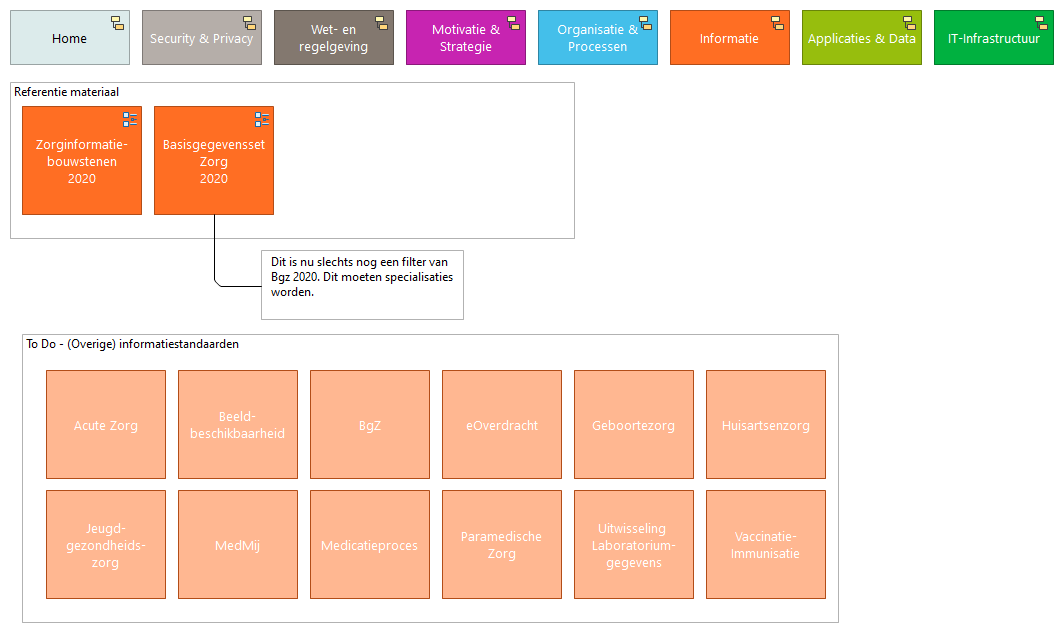 Home
Security & Privacy
Wet- en
regelgeving
Motivatie &
Strategie
Organisatie &
Processen
Informatie
Applicaties & Data
IT-Infrastructuur
Referentie materiaal
Zorginformatie-
bouwstenen
2020
Basisgegevensset
Zorg
2020
Dit is nu slechts nog een filter van
Bgz 2020. Dit moeten specialisaties
worden.
To Do - (Overige) informatiestandaarden
Acute Zorg
Beeld-
beschikbaarheid
BgZ
eOverdracht
Geboortezorg
Huisartsenzorg
Jeugd-
gezondheids-
zorg
MedMij
Medicatieproces
Paramedische
Zorg
Uitwisseling
Laboratorium-
gegevens
Vaccinatie-
Immunisatie